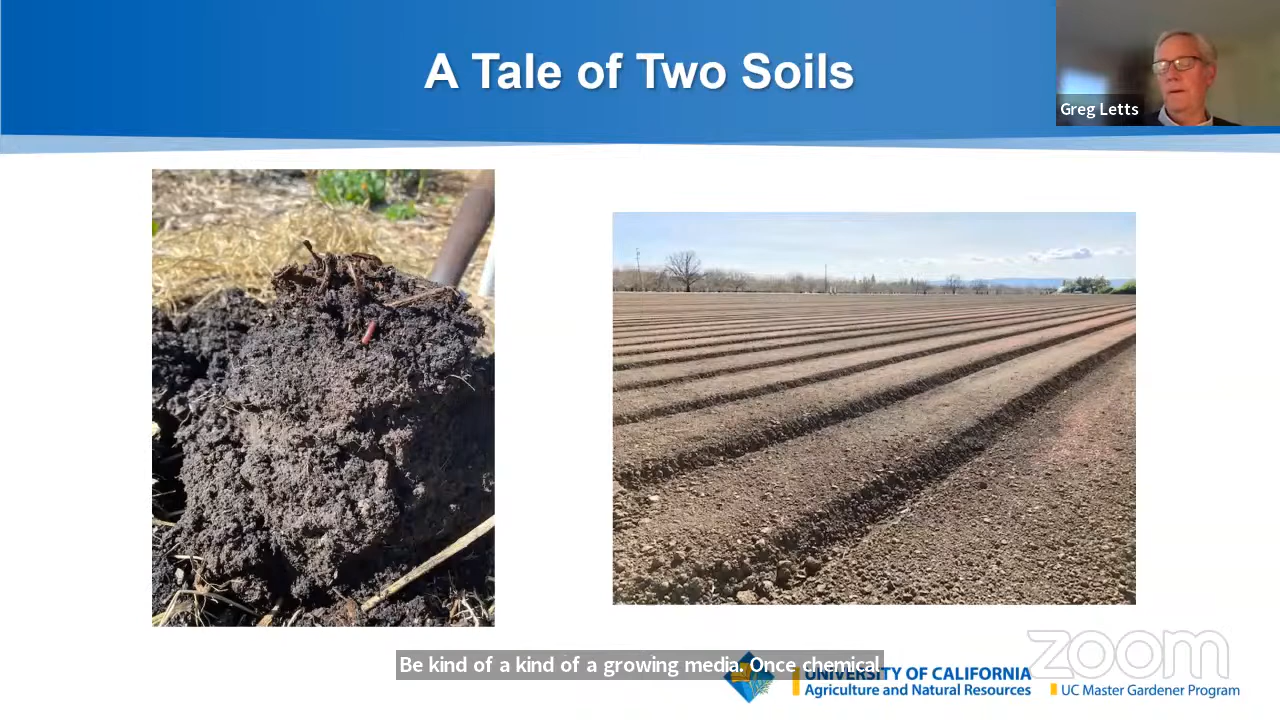 A Tale of Two Soils
Greg Letts
Be kind of a kind of a growing media. Once chemical
zoom
UNIVERSITY OF CALIFORNIA
Agriculture and Natural Resources
UC Master Gardener Program